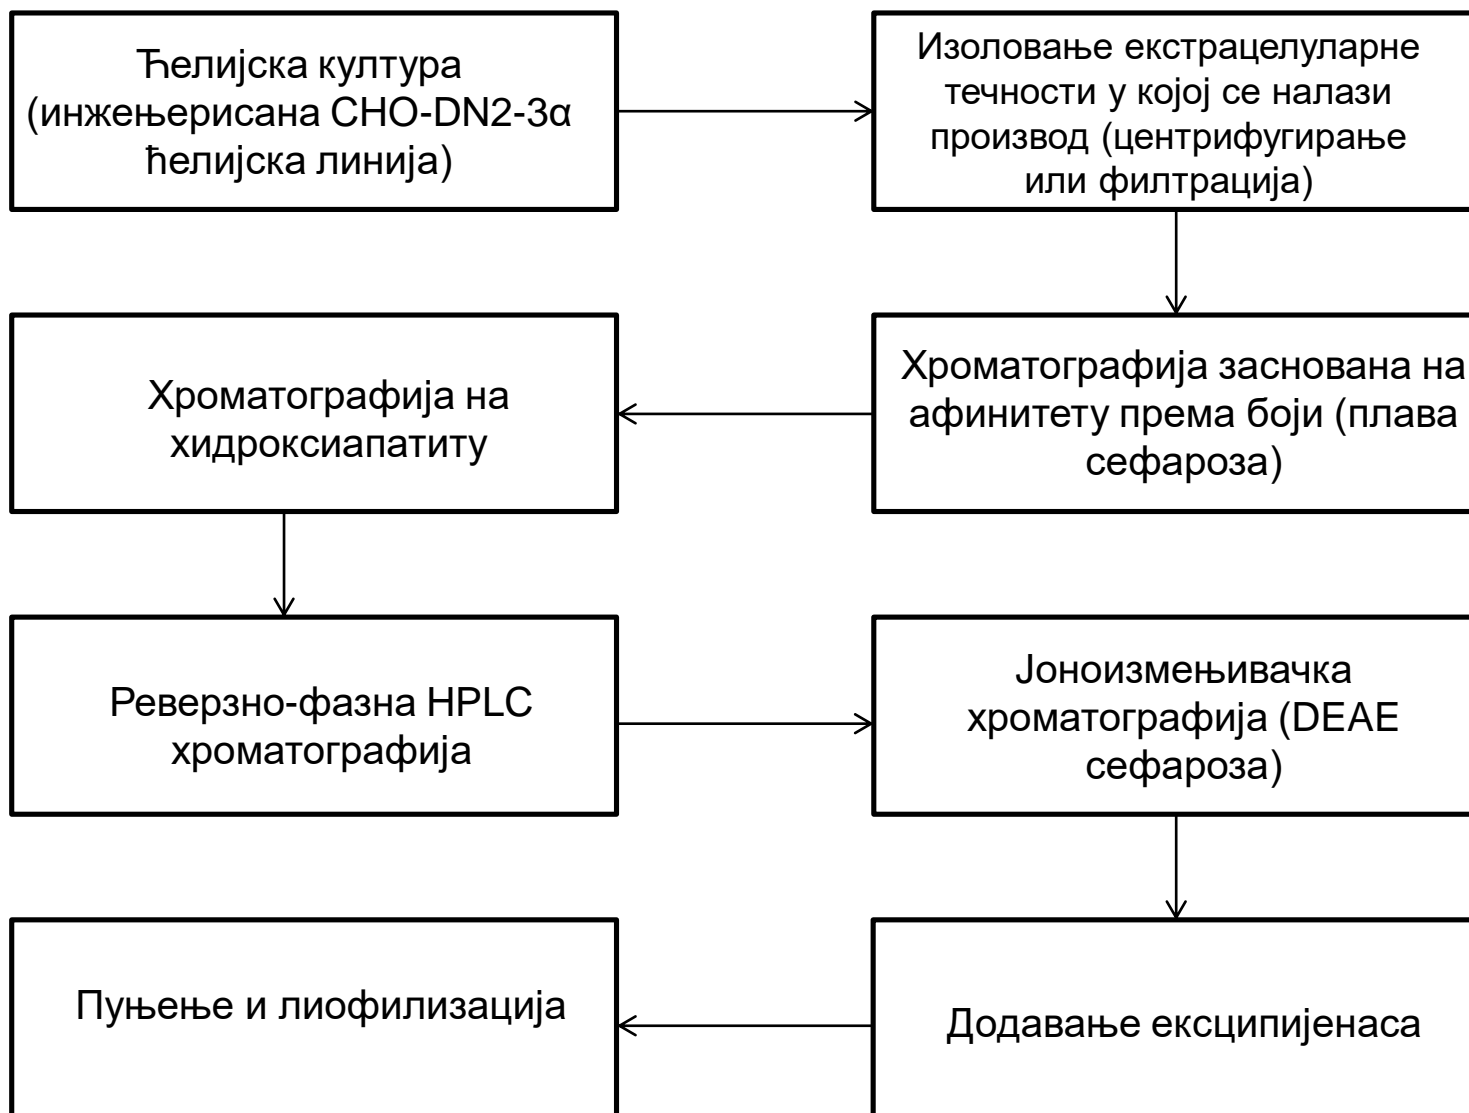 Ћелијска култура
(инжењерисана CHO-DN2-3α
ћелијска линија)
Изоловање екстрацелуларне
течности у којој се налази
производ (центрифугирање
или филтрација)
Хроматографија заснована на
афинитету према боји (плава
сефароза)
Хроматографија на
хидроксиапатиту
Реверзно-фазна HPLC
хроматографија
Јоноизмењивачка
хроматографија (DEAE
сефароза)
Додавање ексципијенаса
Пуњење и лиофилизација